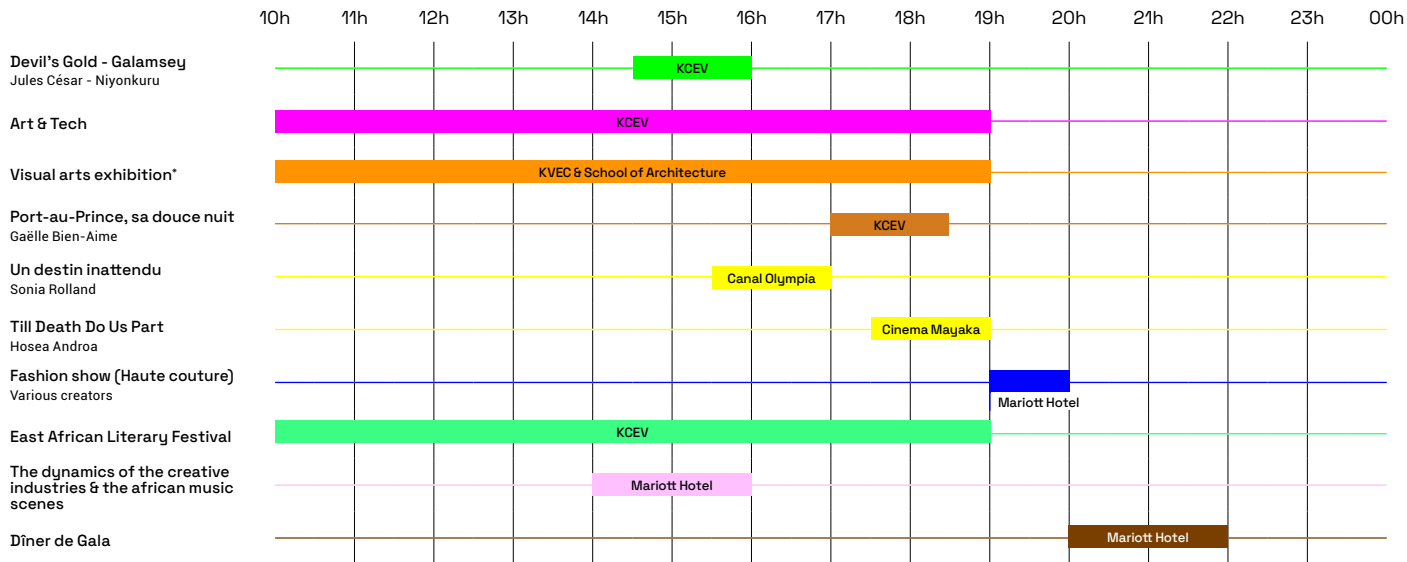 10h 11h 12h 13h 14h 15h 16h 17h 18h 19h 20h 21h 22h 23h 00h
Devil's Gold - Galamsey
Jules César - Niyonkuru
KCEV
Art & Tech
KCEV
Visual arts exhibition*
KVEC & School of Architecture
Port-au-Prince, sa douce nuit
Gaëlle Bien-Aime
KCEV
Un destin inattendu
Sonia Rolland
Canal Olympia
Till Death Do Us Part
Hosea Androa
Cinema Mayaka
Fashion show (Haute couture)
Various creators
Mariott Hotel
East African Literary Festival
KCEV
The dynamics of the creative
industries & the african music
scenes
Mariott Hotel
Dîner de Gala
Mariott Hotel